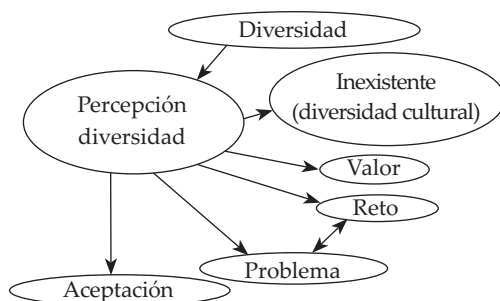 Diversidad
Percepción
diversidad
Inexistente
(diversidad cultural)
Valor
Reto
Problema
Aceptación